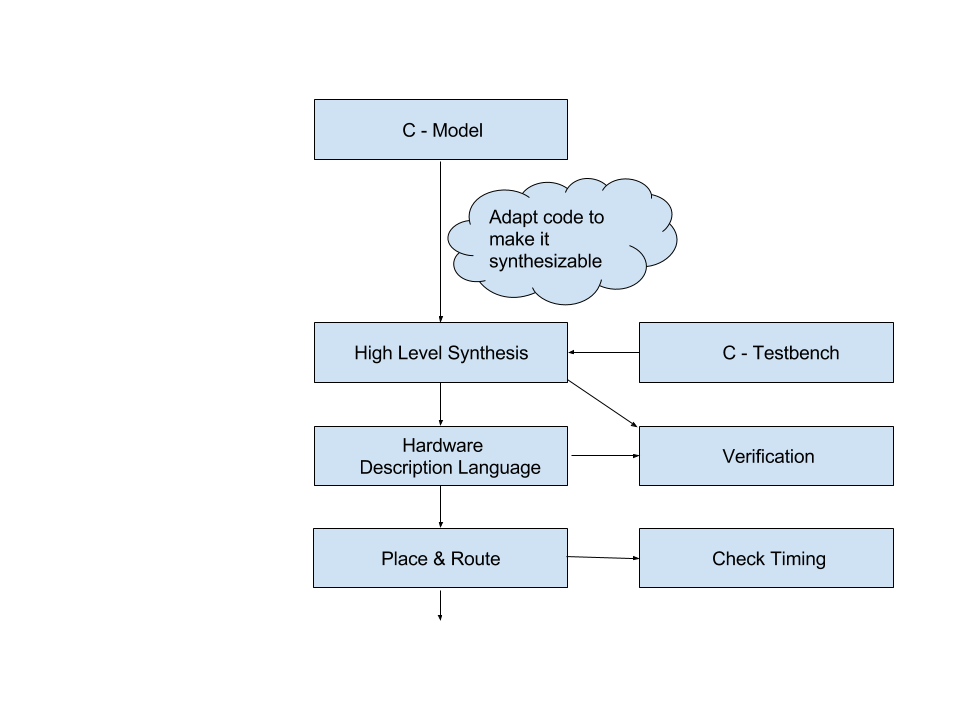 C - Model
Adapt code to
make it
synthesizable
High Level Synthesis
C - Testbench
Hardware
Description Language
Verification
Place & Route
Check Timing